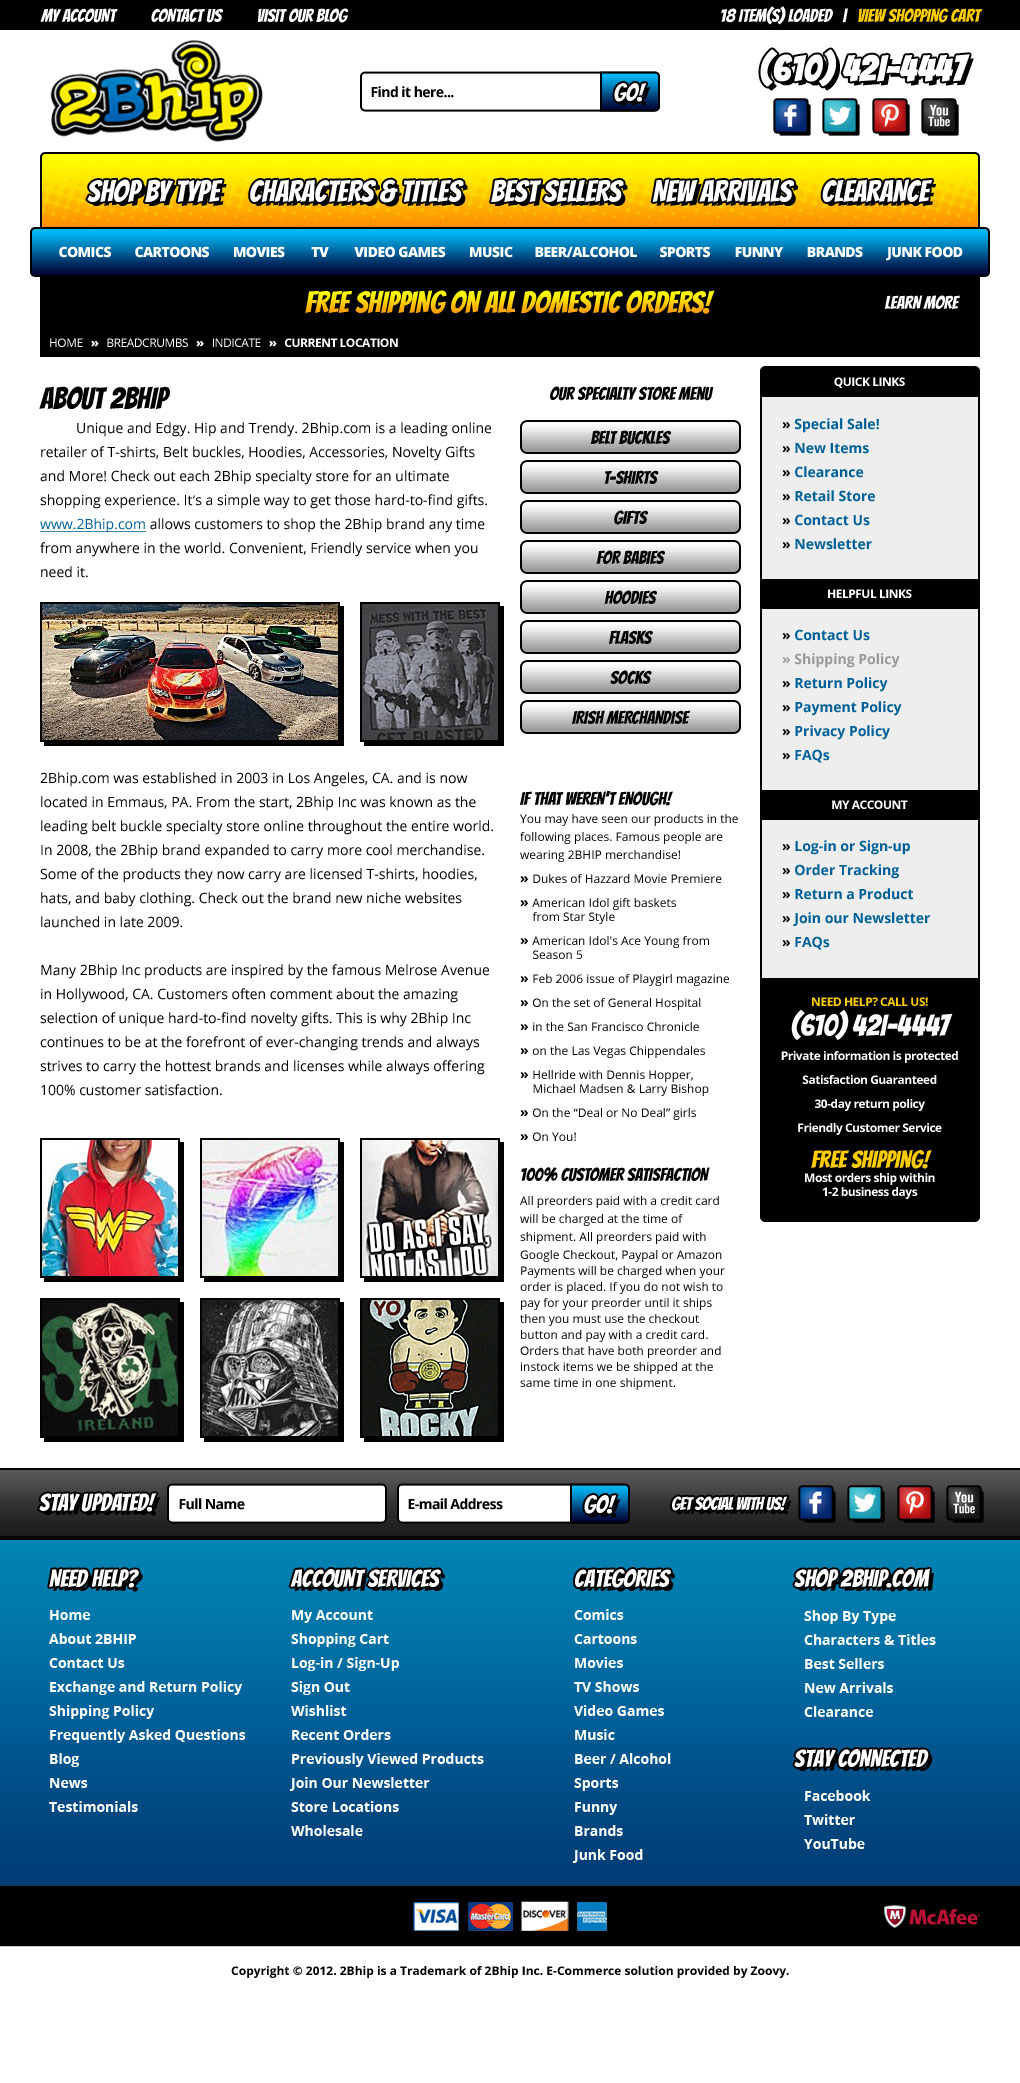 MY ACCOUNT CONTACT US VISIT OUR BLOG
18 ITEM(S) LOADED | VIEW SHOPPING CART
2Bhip
Find it here... GO!
(610) 421-4447
You
Tube
SHOP BY TYPE CHARACTERS & TITLES BEST SELLERS NEW ARRIVALS CLEARANCE
COMICS CARTOONS MOVIES TV VIDEO GAMES MUSIC BEER/ALCOHOL SPORTS FUNNY BRANDS JUNK FOOD
FREE SHIPPING ON ALL DOMESTIC ORDERS! LEARN MORE
HOME » BREADCRUMBS » INDICATE » CURRENT LOCATION
ABOUT 2BHIP
Unique and Edgy. Hip and Trendy. 2Bhip.com is a leading online
retailer of T-shirts, Belt buckles, Hoodies, Accessories, Novelty Gifts
and More! Check out each 2Bhip specialty store for an ultimate
shopping experience. It's a simple way to get those hard-to-find gifts.
www.2Bhip.com allows customers to shop the 2Bhip brand any time
from anywhere in the world. Convenient, Friendly service when you
need it.
MESS WITH THE BEST
GET BLASTED
2Bhip.com was established in 2003 in Los Angeles, CA. and is now
located in Emmaus, PA. From the start, 2Bhip Inc was known as the
leading belt buckle specialty store online throughout the entire world.
In 2008, the 2Bhip brand expanded to carry more cool merchandise.
Some of the products they now carry are licensed T-shirts, hoodies,
hats, and baby clothing. Check out the brand new niche websites
launched in late 2009.
Many 2Bhip Inc products are inspired by the famous Melrose Avenue
in Hollywood, CA. Customers often comment about the amazing
selection of unique hard-to-find novelty gifts. This is why 2Bhip Inc
continues to be at the forefront of ever-changing trends and always
strives to carry the hottest brands and licenses while always offering
100% customer satisfaction.
DO AS I SAY,
NOT AS I DO
SA
IRELAND
YO
ROCKY
OUR SPECIALTY STORE MENU
BELT BUCKLES
T-SHIRTS
GIFTS
FOR BABIES
HOODIES
FLASKS
SOCKS
IRISH MERCHANDISE
IF THAT WEREN'T ENOUGH!
You may have seen our products in the
following places. Famous people are
wearing 2BHIP merchandise!
» Dukes of Hazzard Movie Premiere
» American Idol gift baskets
from Star Style
» American Idol's Ace Young from
Season 5
» Feb 2006 issue of Playgirl magazine
» On the set of General Hospital
» in the San Francisco Chronicle
» on the Las Vegas Chippendales
» Hellride with Dennis Hopper,
Michael Madsen & Larry Bishop
» On the “Deal or No Deal” girls
» On You!
100% CUSTOMER SATISFACTION
All preorders paid with a credit card
will be charged at the time of
shipment. All preorders paid with
Google Checkout, Paypal or Amazon
Payments will be charged when your
order is placed. If you do not wish to
pay for your preorder until it ships
then you must use the checkout
button and pay with a credit card.
Orders that have both preorder and
instock items we be shipped at the
same time in one shipment.
QUICK LINKS
» Special Sale!
» New Items
» Clearance
» Retail Store
» Contact Us
» Newsletter
HELPFUL LINKS
» Contact Us
» Shipping Policy
» Return Policy
» Payment Policy
» Privacy Policy
» FAQs
MY ACCOUNT
» Log-in or Sign-up
» Order Tracking
» Return a Product
» Join our Newsletter
» FAQs
NEED HELP? CALL US!
(610) 421-4447
Private information is protected
Satisfaction Guaranteed
30-day return policy
Friendly Customer Service
FREE SHIPPING!
Most orders ship within
1-2 business days
STAY UPDATED! Full Name E-mail Address GO! GET SOCIAL WITH US!
You
Tube
NEED HELP?
Home
About 2BHIP
Contact Us
Exchange and Return Policy
Shipping Policy
Frequently Asked Questions
Blog
News
Testimonials
ACCOUNT SERVICES
My Account
Shopping Cart
Log-in / Sign-Up
Sign Out
Wishlist
Recent Orders
Previously Viewed Products
Join Our Newsletter
Store Locations
Wholesale
CATEGORIES
Comics
Cartoons
Movies
TV Shows
Video Games
Music
Beer / Alcohol
Sports
Funny
Brands
Junk Food
SHOP 2BHIP.COM
Shop By Type
Characters & Titles
Best Sellers
New Arrivals
Clearance
STAY CONNECTED
Facebook
Twitter
YouTube
VISA MasterCard DISCOVER AMERICAN EXPRESS McAfee
Copyright © 2012. 2Bhip is a Trademark of 2Bhip Inc. E-Commerce solution provided by Zoovy.